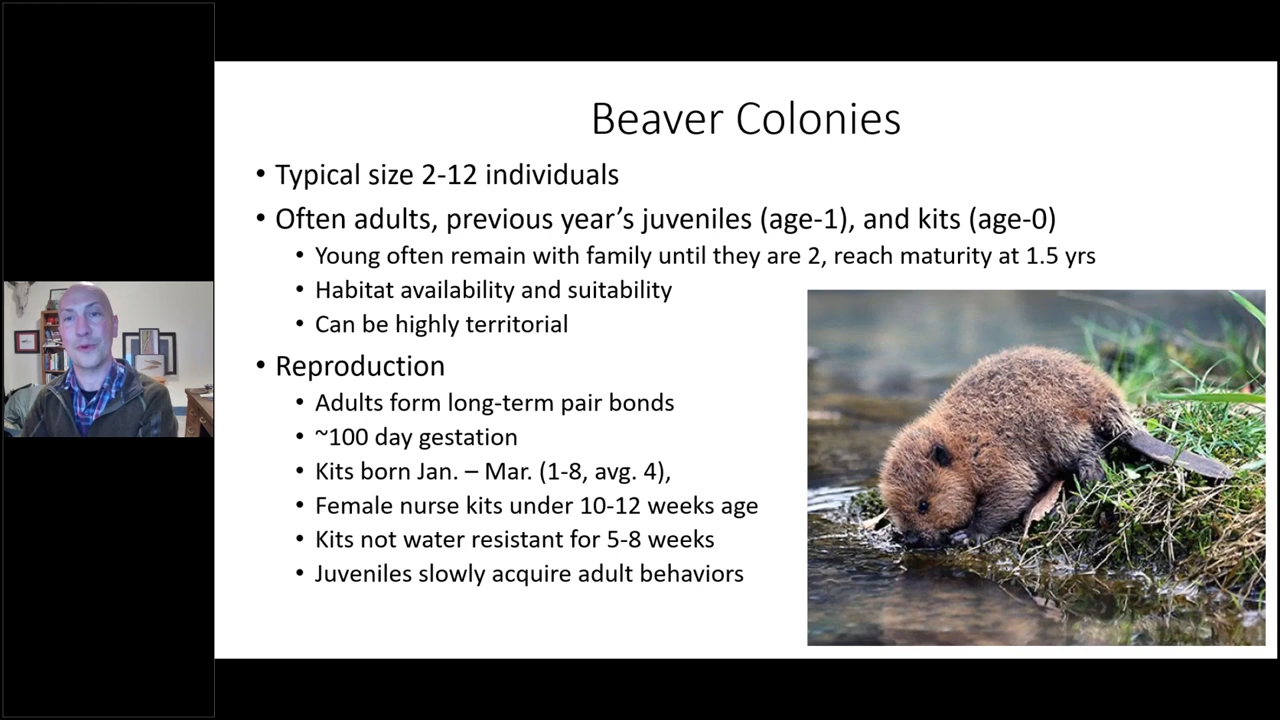 Beaver Colonies
• Typical size 2-12 individuals
• Often adults, previous year’s juveniles (age-1), and kits (age-0)
• Young often remain with family until they are 2, reach maturity at 1.5 yrs
• Habitat availability and suitability
• Can be highly territorial
• Reproduction
• Adults form long-term pair bonds
• ~100 day gestation
• Kits born Jan. – Mar. (1-8, avg. 4),
• Female nurse kits under 10-12 weeks age
• Kits not water resistant for 5-8 weeks
• Juveniles slowly acquire adult behaviors